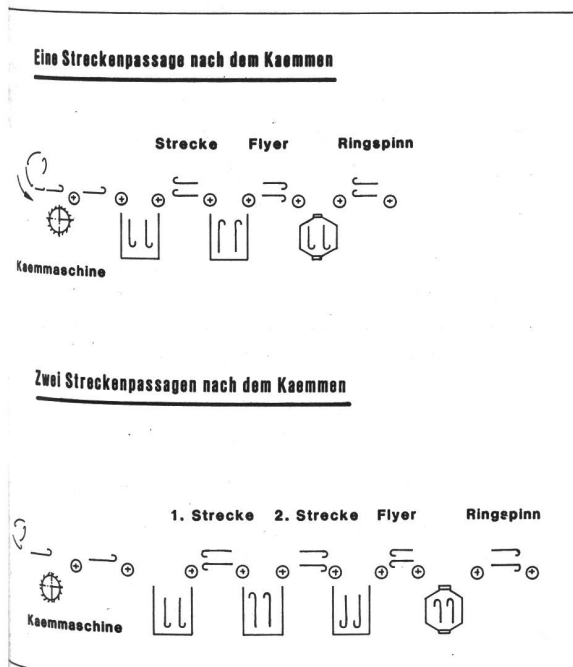 Eine Streckenpassage nach dem Kaemmen
Strecke Flyer Ringspinn
Kaemmaschine
Zwei Streckenpassagen nach dem Kaemmen
1. Strecke 2. Strecke Flyer Ringspinn
Kaemmaschine